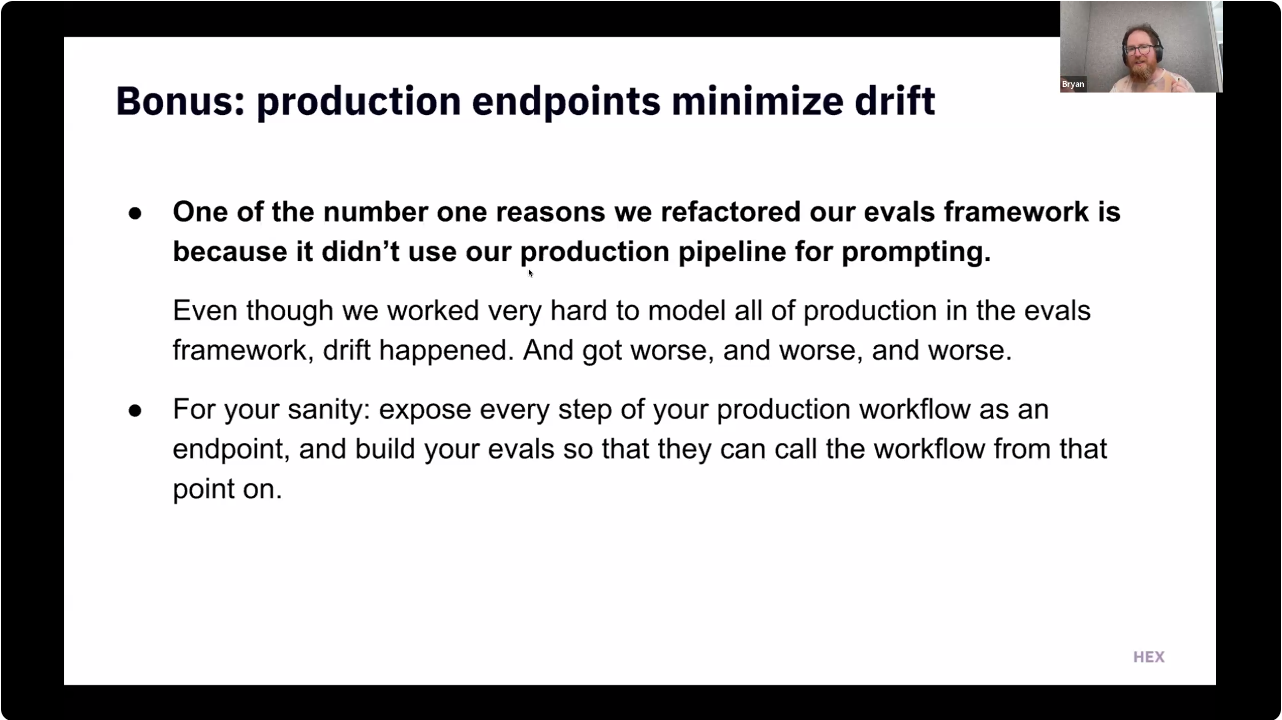 Bryan
Bonus: production endpoints minimize drift
● One of the number one reasons we refactored our evals framework is
because it didn’t use our production pipeline for prompting.
Even though we worked very hard to model all of production in the evals
framework, drift happened. And got worse, and worse, and worse.
● For your sanity: expose every step of your production workflow as an
endpoint, and build your evals so that they can call the workflow from that
point on.
HEX